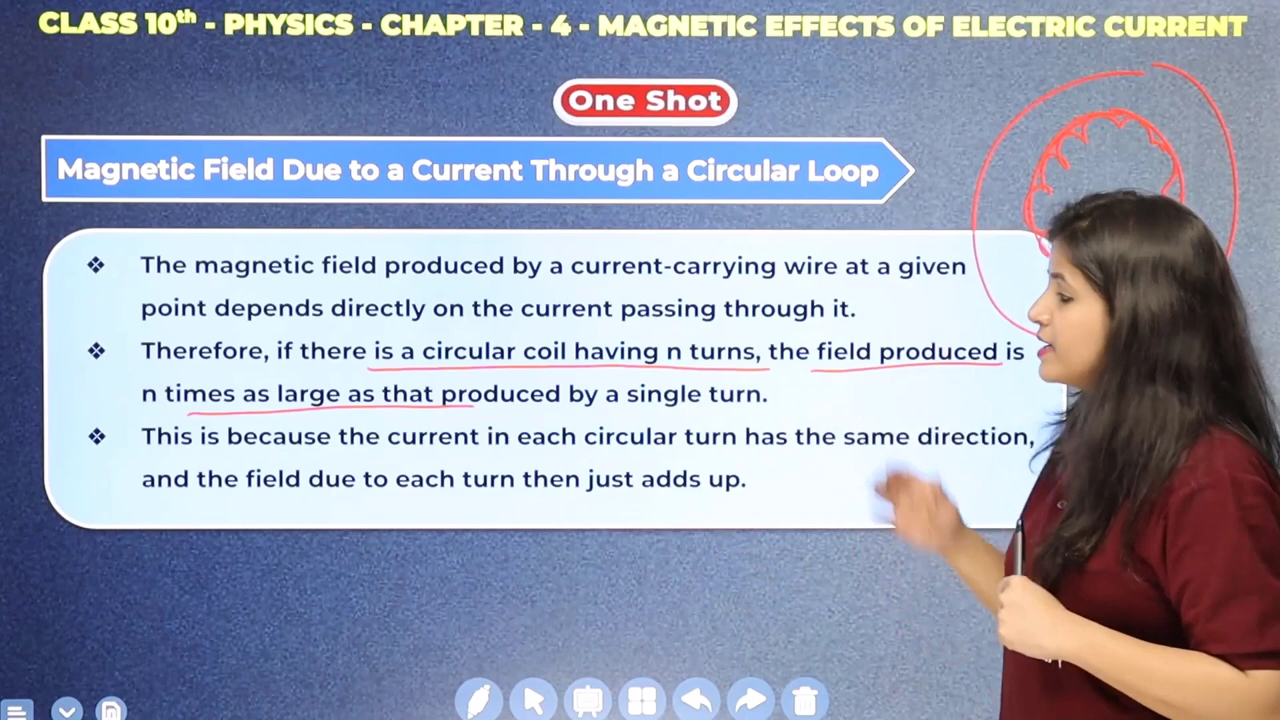 CLASS 10th - PHYSICS - CHAPTER - 4 - MAGNETIC EFFECTS OF ELECTRIC CURRENT
One Shot
Magnetic Field Due to a Current Through a Circular Loop
❖ The magnetic field produced by a current-carrying wire at a given
point depends directly on the current passing through it.
❖ Therefore, if there is a circular coil having n turns, the field produced is
n times as large as that produced by a single turn.
❖ This is because the current in each circular turn has the same direction,
and the field due to each turn then just adds up.